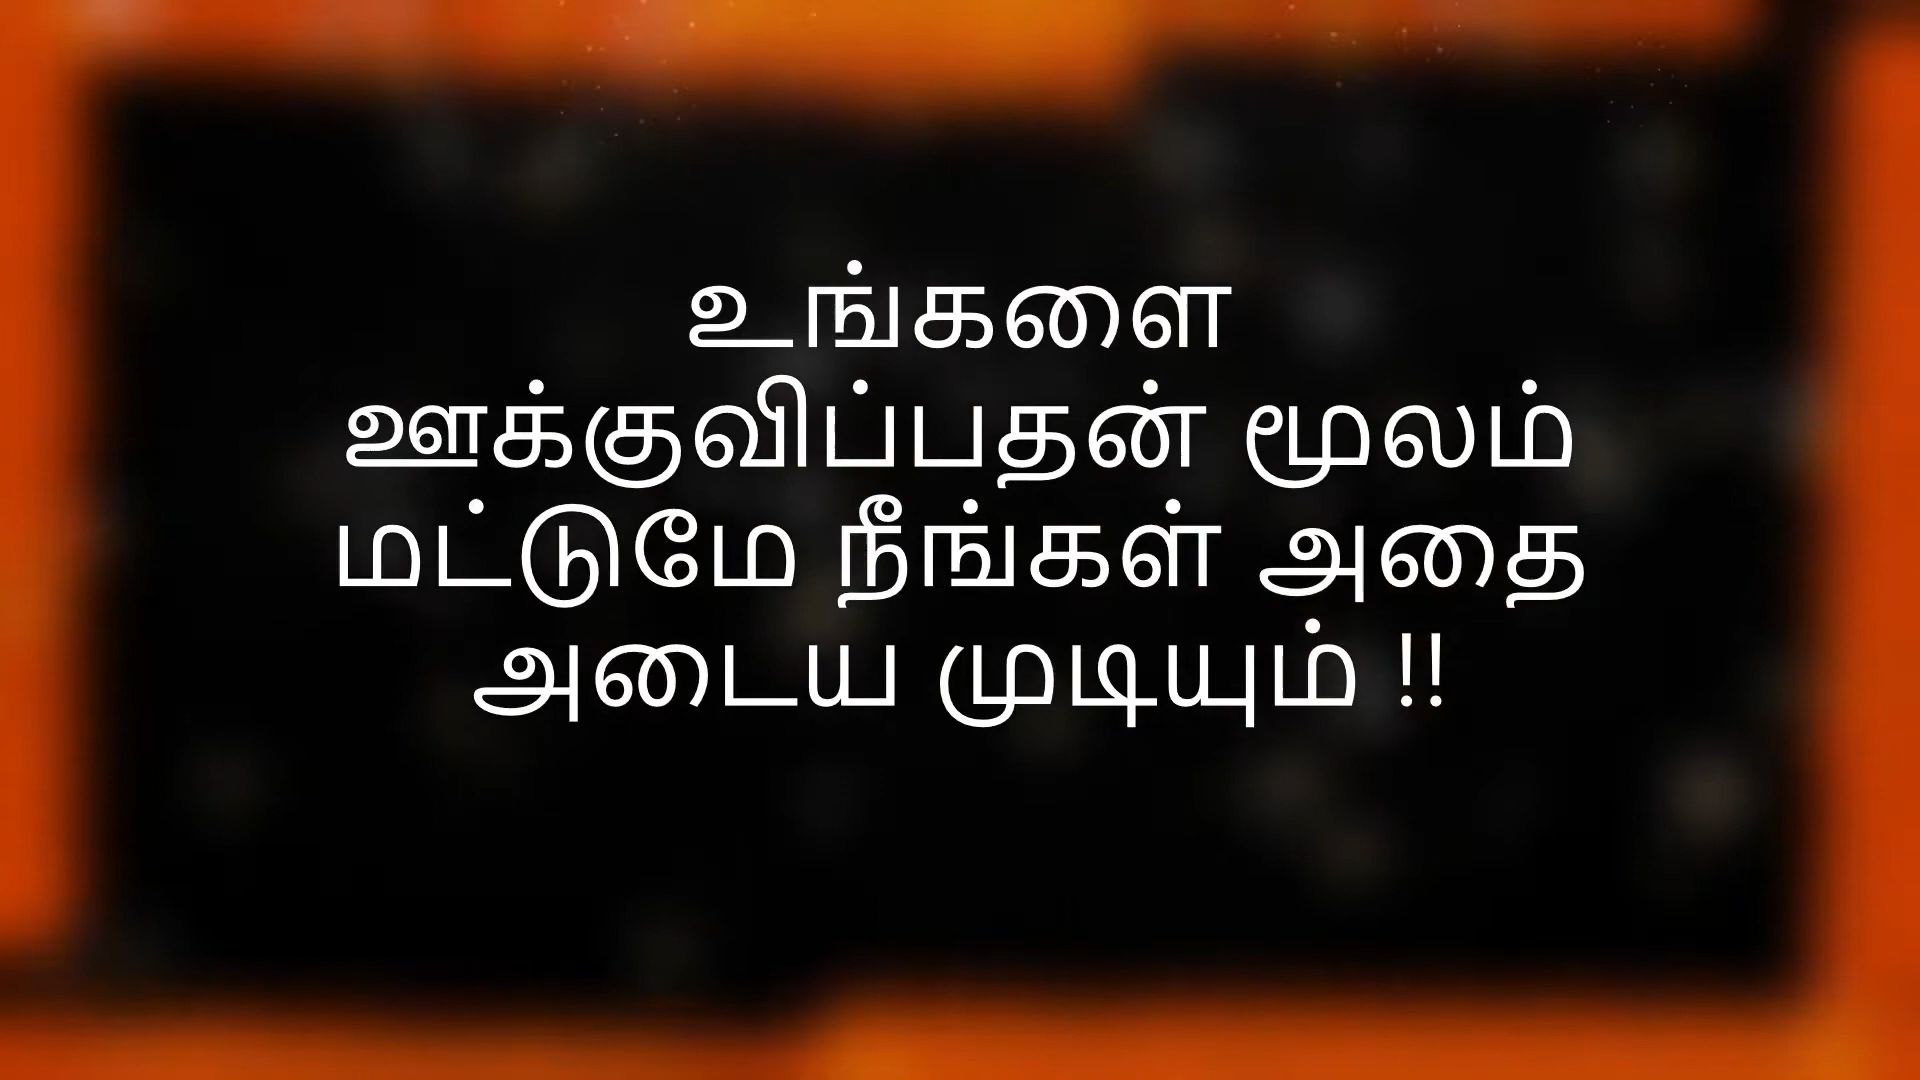 உங்களை
ஊக்குவிப்பதன் மூலம்
மட்டுமே நீங்கள் அதை
அடைய முடியும் !!